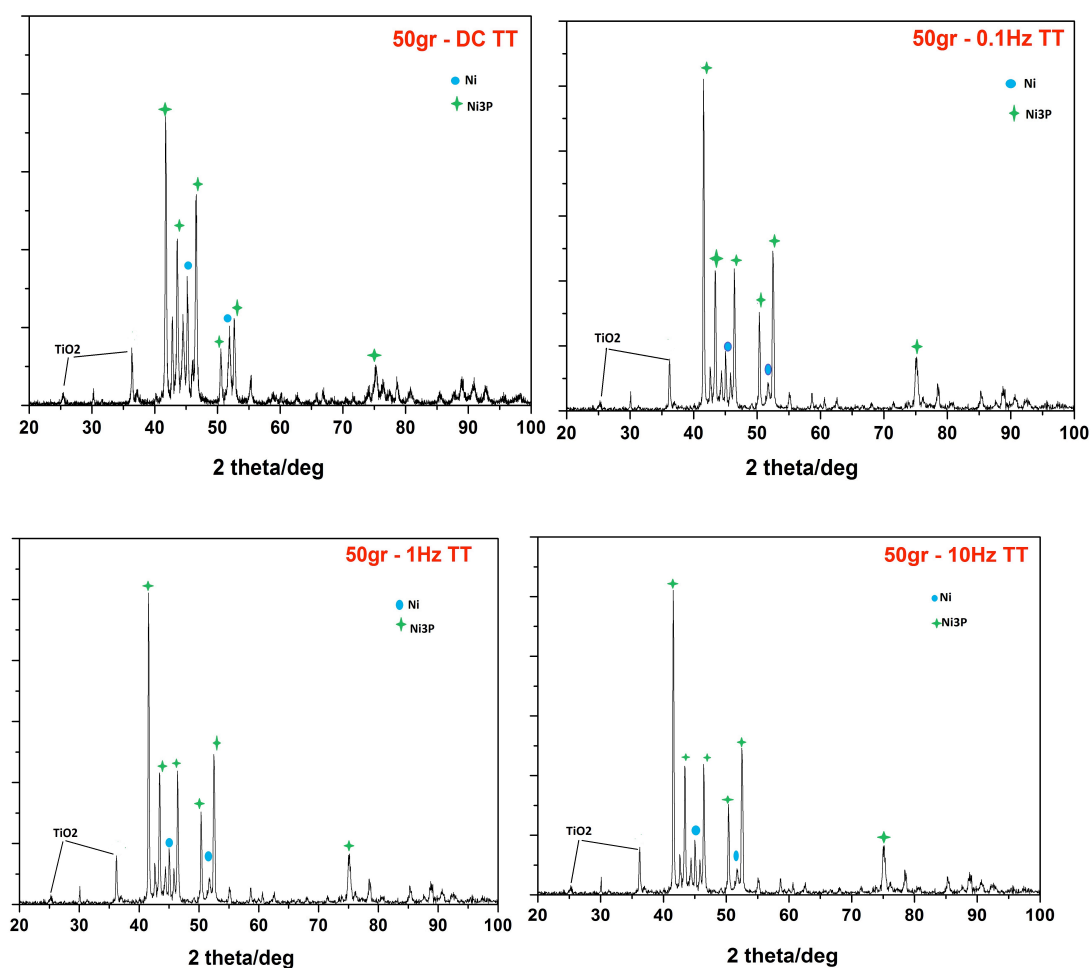 50gr - DC TT
Ni
Ni3P
TiO2
20 30 40 50 60 70 80 90 100
2 theta/deg
50gr - 0.1Hz TT
Ni
Ni3P
TiO2
20 30 40 50 60 70 80 90 100
2 theta/deg
50gr - 1Hz TT
Ni
Ni3P
TiO2
20 30 40 50 60 70 80 90 100
2 theta/deg
50gr - 10Hz TT
Ni
Ni3P
TiO2
20 30 40 50 60 70 80 90 100
2 theta/deg